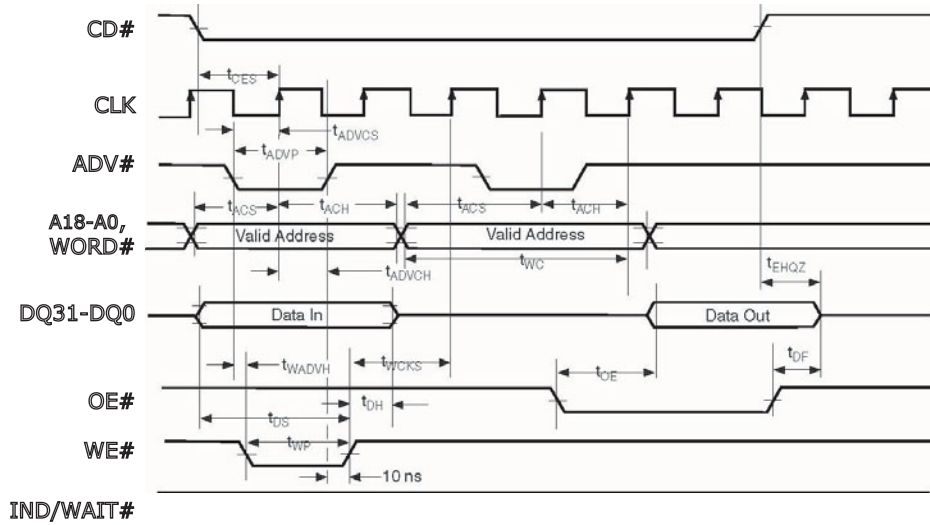 CD#
tCES
CLK
tADVCS
tADVP
ADV#
tACS tACH tACS tACH
A18-A0,
WORD#
Valid Address Valid Address
tWC
tADVCH
tEHQZ
DQ31-DQ0
Data In Data Out
tWADVH tWCKS tOE tDF
OE#
tDH
tDS
WE#
tWP
10 ns
IND/WAIT#